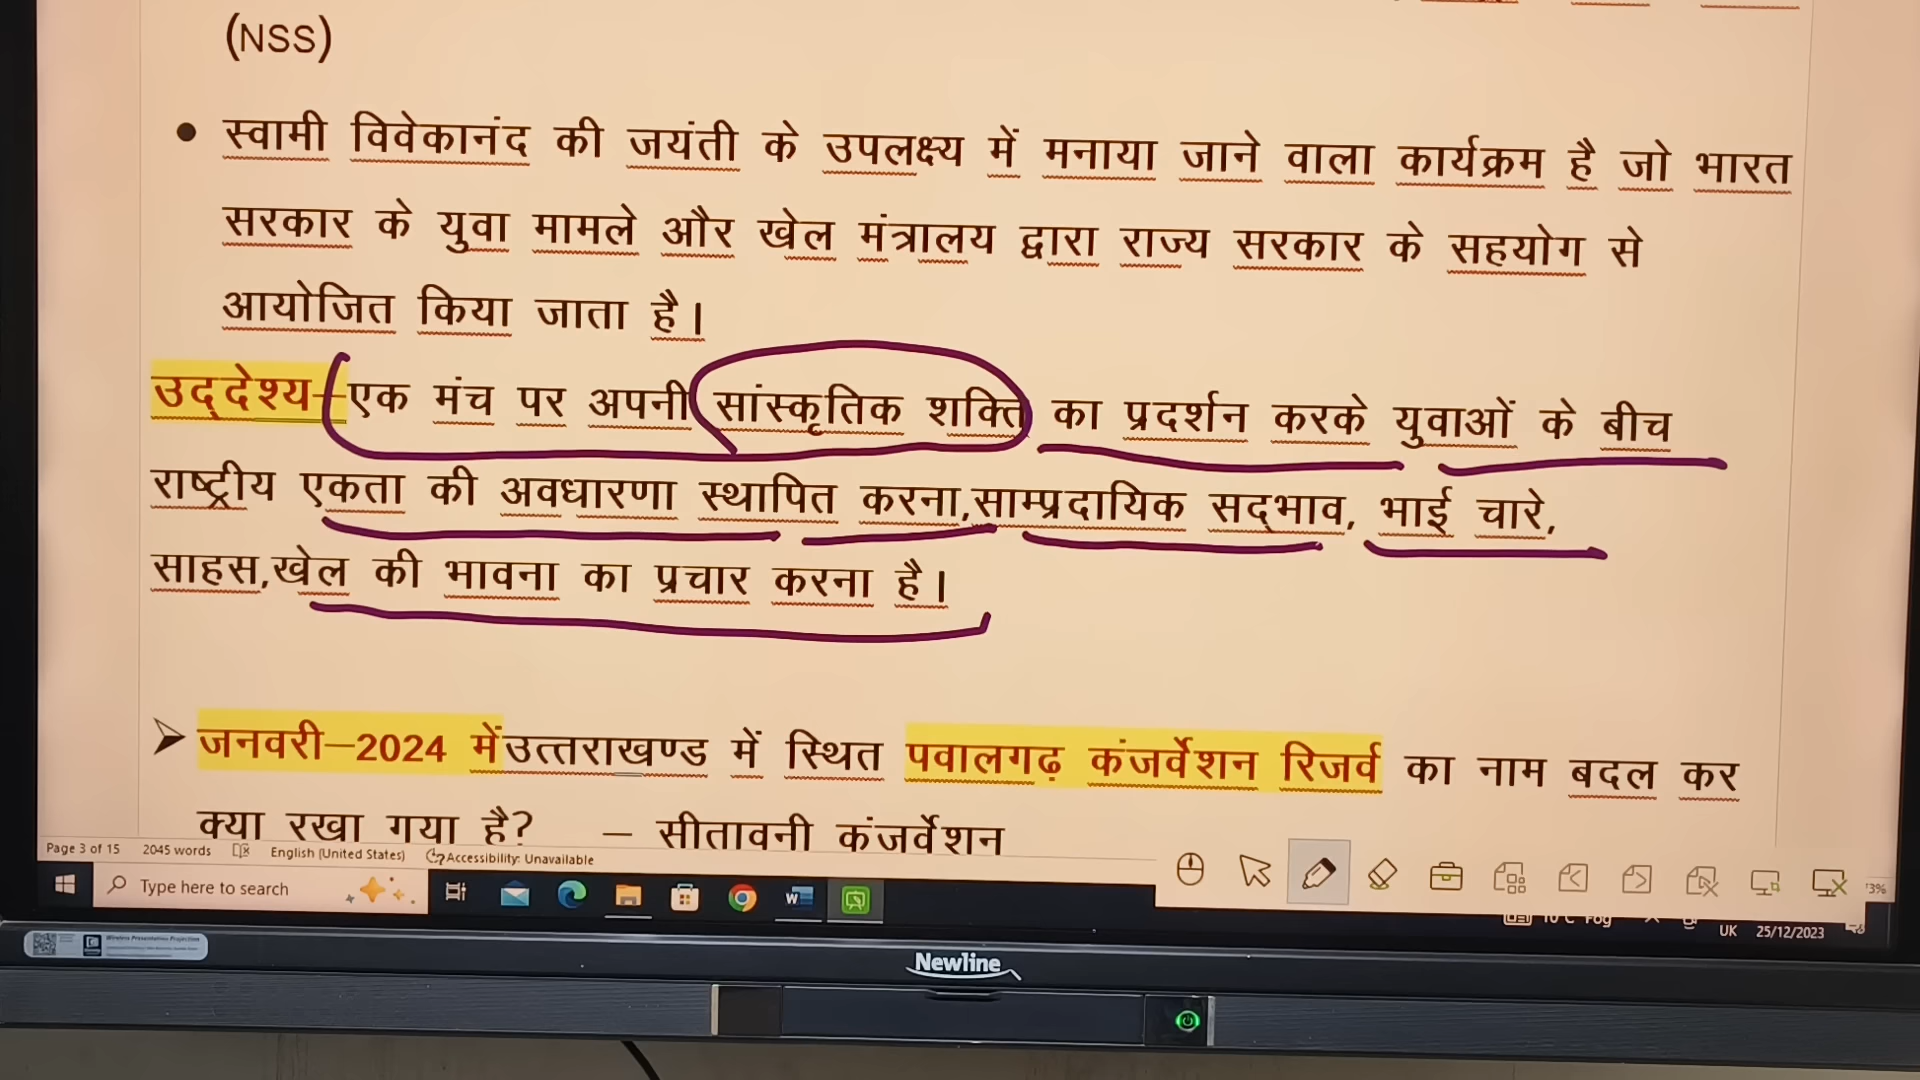 (NSS)
● स्वामी विवेकानंद की जयंती के उपलक्ष्य में मनाया जाने वाला कार्यक्रम है जो भारत
सरकार के युवा मामले और खेल मंत्रालय द्वारा राज्य सरकार के सहयोग से
आयोजित किया जाता है।
उद्देश्य–एक मंच पर अपनी सांस्कृतिक शक्ति का प्रदर्शन करके युवाओं के बीच
राष्ट्रीय एकता की अवधारणा स्थापित करना,साम्प्रदायिक सद्भाव, भाई चारे,
साहस,खेल की भावना का प्रचार करना है।
➢ जनवरी–2024 में उत्तराखण्ड में स्थित पवालगढ़ कंजर्वेशन रिजर्व का नाम बदल कर
क्या रखा गया है? – सीतावनी कंजर्वेशन
Page 3 of 15 2045 words English (United States) Accessibility: Unavailable
Type here to search
10°C Fog
UK 25/12/2023
Newline